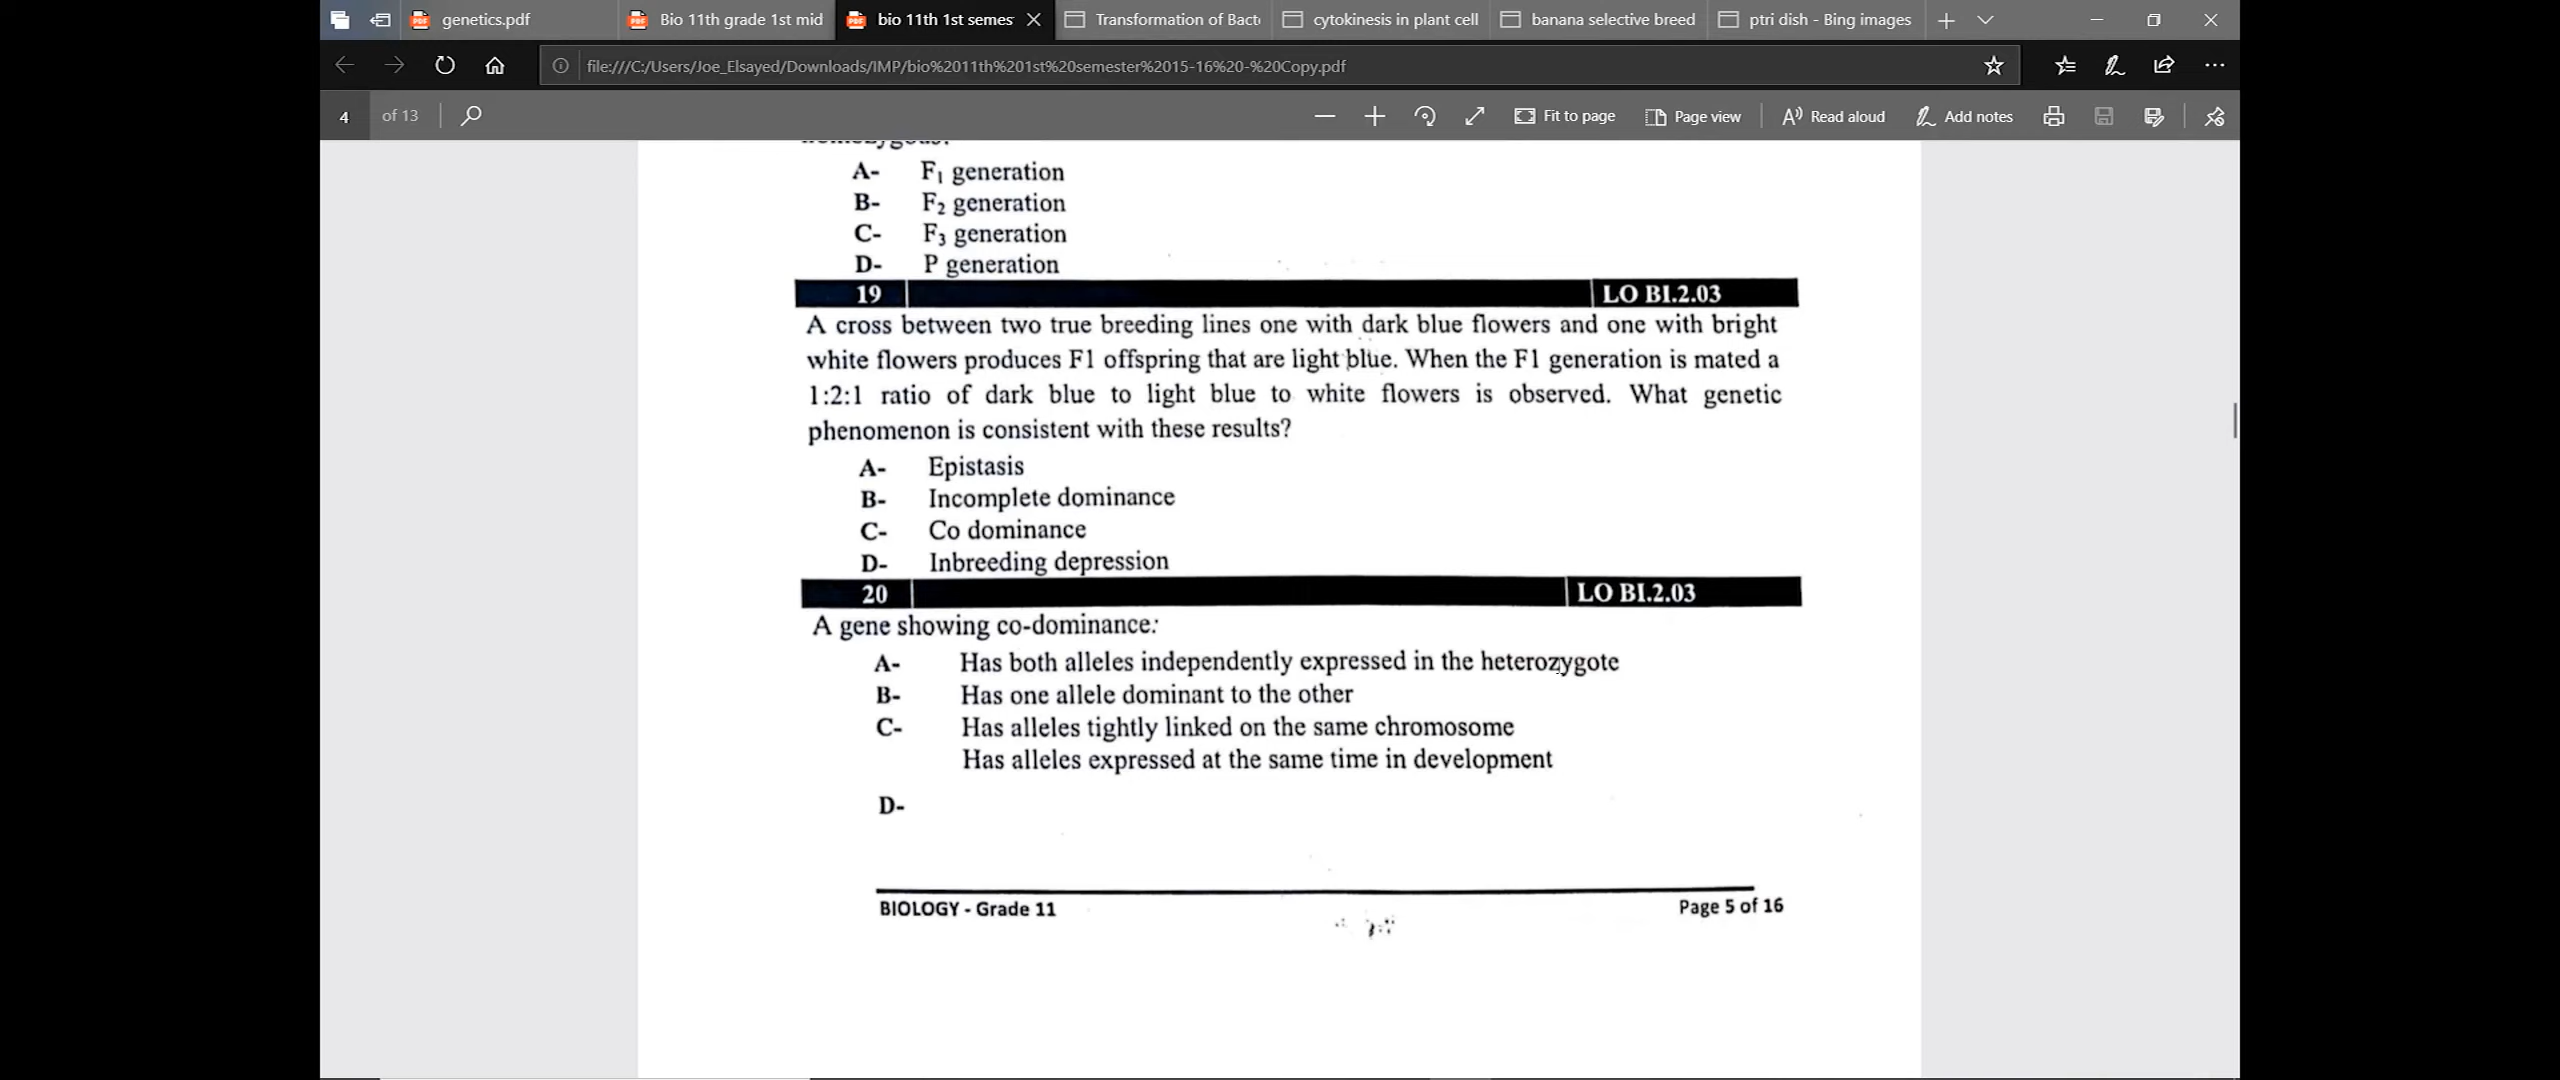 genetics.pdf
Bio 11th grade 1st mid
bio 11th 1st semes
Transformation of Bact
cytokinesis in plant cell
banana selective breed
ptri dish - Bing images
file:///C:/Users/Joe_Elsayed/Downloads/IMP/bio%2011th%201st%20semester%2015-16%20-%20Copy.pdf
4 of 13
Fit to page
Page view
Read aloud
Add notes
A- F1 generation
B- F2 generation
C- F3 generation
D- P generation
19 LO BI.2.03
A cross between two true breeding lines one with dark blue flowers and one with bright
white flowers produces F1 offspring that are light blue. When the F1 generation is mated a
1:2:1 ratio of dark blue to light blue to white flowers is observed. What genetic
phenomenon is consistent with these results?
A- Epistasis
B- Incomplete dominance
C- Co dominance
D- Inbreeding depression
20 LO BI.2.03
A gene showing co-dominance:
A- Has both alleles independently expressed in the heterozygote
B- Has one allele dominant to the other
C- Has alleles tightly linked on the same chromosome
Has alleles expressed at the same time in development
D-
BIOLOGY - Grade 11
Page 5 of 16